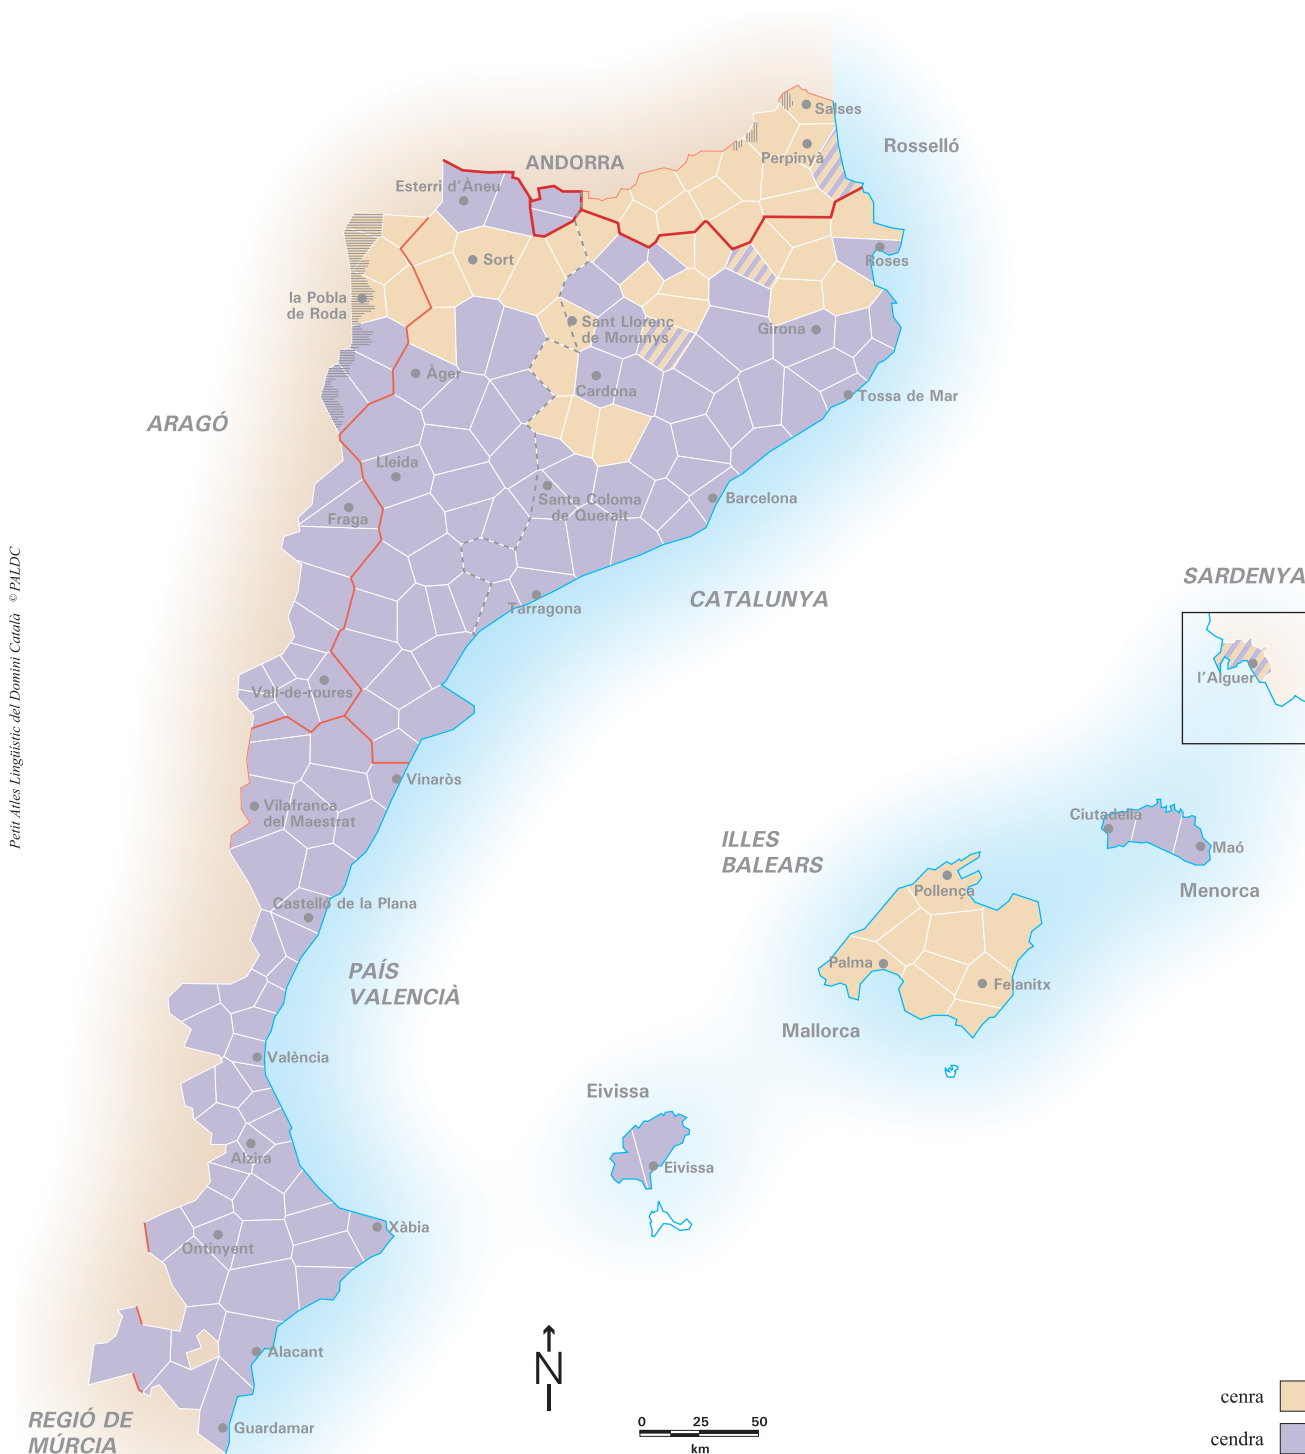 Salses
Rosselló
Perpinyà
ANDORRA
Esterri d'Àneu
Sort
Roses
la Pobla
de Roda
Sant Llorenç
de Morunys
Girona
Àger
Cardona
Tossa de Mar
ARAGÓ
Lleida
Santa Coloma
de Queralt
Barcelona
Fraga
Petit Atles Lingüístic del Domini Català © PALDC
SARDENYA
CATALUNYA
Tarragona
l'Alguer
Vall-de-roures
Vinaròs
Vilafranca
del Maestrat
Ciutadella
Maó
ILLES
BALEARS
Menorca
Pollença
Castelló de la Plana
Palma
PAÍS
VALENCIÀ
Felanitx
Mallorca
València
Eivissa
Alzira
Eivissa
Xàbia
Ontinyent
Alacant
N
cenra
REGIÓ DE
MÚRCIA
Guardamar
0 25 50
km
cendra